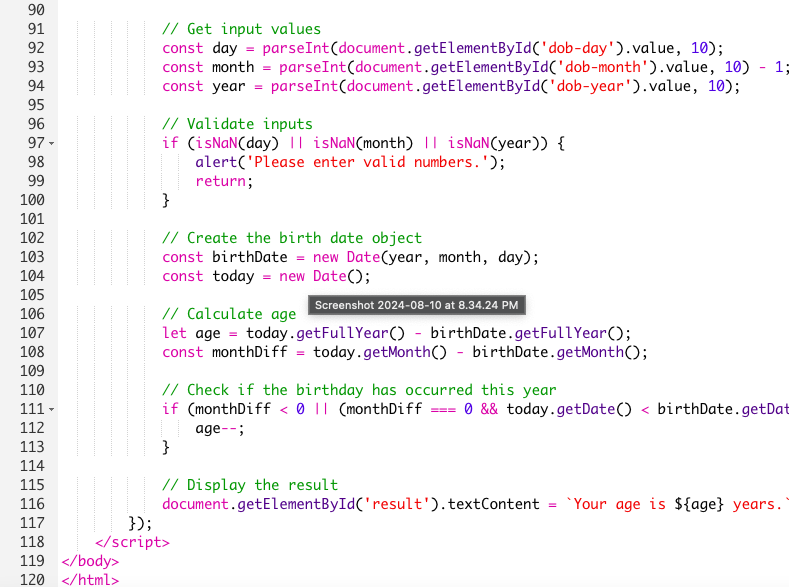 90
91 // Get input values
92 const day = parseInt(document.getElementById('dob-day').value, 10);
93 const month = parseInt(document.getElementById('dob-month').value, 10) - 1;
94 const year = parseInt(document.getElementById('dob-year').value, 10);
95
96 // Validate inputs
97 if (isNaN(day) || isNaN(month) || isNaN(year)) {
98 alert('Please enter valid numbers.');
99 return;
100 }
101
102 // Create the birth date object
103 const birthDate = new Date(year, month, day);
104 const today = new Date();
105
Screenshot 2024-08-10 at 8.34.24 PM
106 // Calculate age
107 let age = today.getFullYear() - birthDate.getFullYear();
108 const monthDiff = today.getMonth() - birthDate.getMonth();
109
110 // Check if the birthday has occurred this year
111 if (monthDiff < 0 || (monthDiff === 0 && today.getDate() < birthDate.getDat
112 age--;
113 }
114
115 // Display the result
116 document.getElementById('result').textContent = `Your age is ${age} years.`
117 });
118 </script>
119 </body>
120 </html>